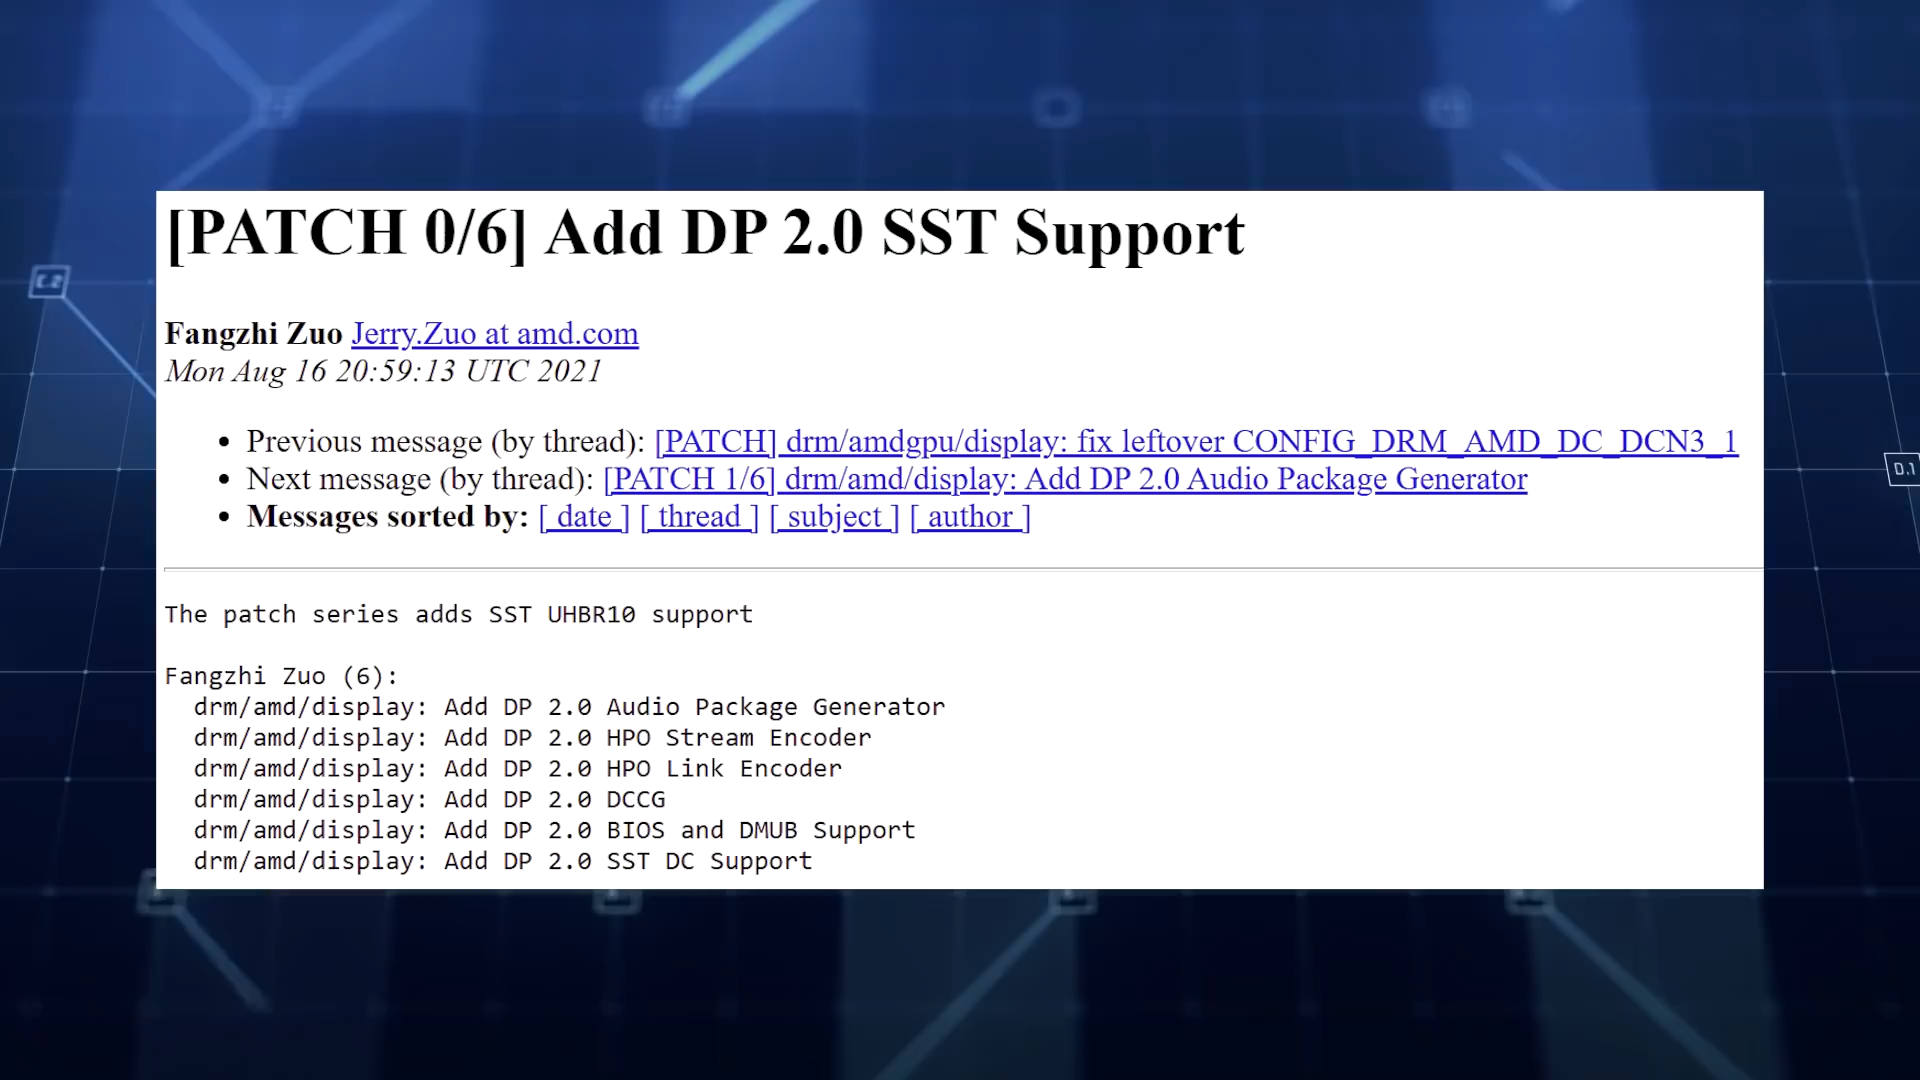 [PATCH 0/6] Add DP 2.0 SST Support
Fangzhi Zuo Jerry.Zuo at amd.com
Mon Aug 16 20:59:13 UTC 2021
• Previous message (by thread): [PATCH] drm/amdgpu/display: fix leftover CONFIG_DRM_AMD_DC_DCN3_1
• Next message (by thread): [PATCH 1/6] drm/amd/display: Add DP 2.0 Audio Package Generator
• Messages sorted by: [ date ] [ thread ] [ subject ] [ author ]
The patch series adds SST UHBR10 support
Fangzhi Zuo (6):
drm/amd/display: Add DP 2.0 Audio Package Generator
drm/amd/display: Add DP 2.0 HPO Stream Encoder
drm/amd/display: Add DP 2.0 HPO Link Encoder
drm/amd/display: Add DP 2.0 DCCG
drm/amd/display: Add DP 2.0 BIOS and DMUB Support
drm/amd/display: Add DP 2.0 SST DC Support
C.2
D.1